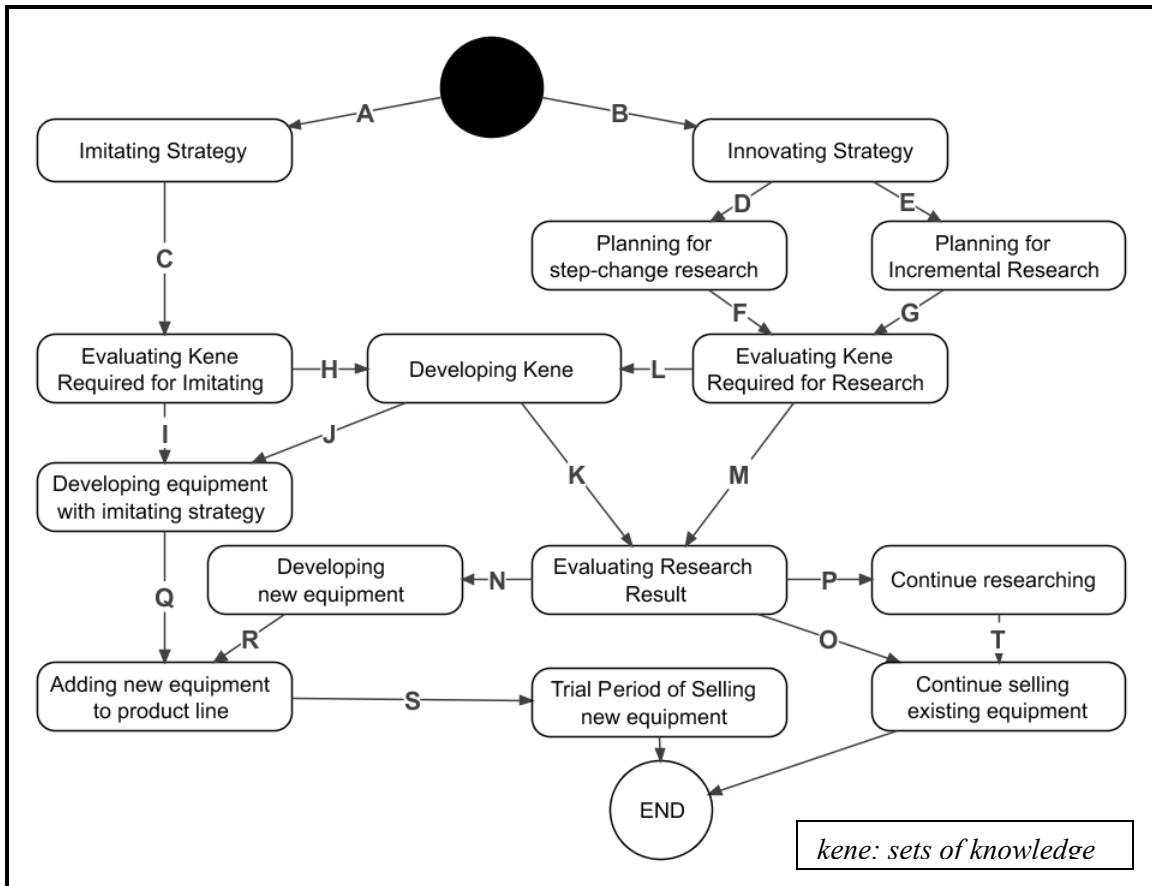 A
B
Imitating Strategy
Innovating Strategy
D
E
C
Planning for
step-change research
Planning for
Incremental Research
F
G
Evaluating Kene
Required for Imitating
H
Developing Kene
L
Evaluating Kene
Required for Research
I
J
K
M
Developing equipment
with imitating strategy
Q
Developing
new equipment
N
Evaluating Research
Result
P
Continue researching
R
O
T
Adding new equipment
to product line
S
Trial Period of Selling
new equipment
Continue selling
existing equipment
END
kene: sets of knowledge